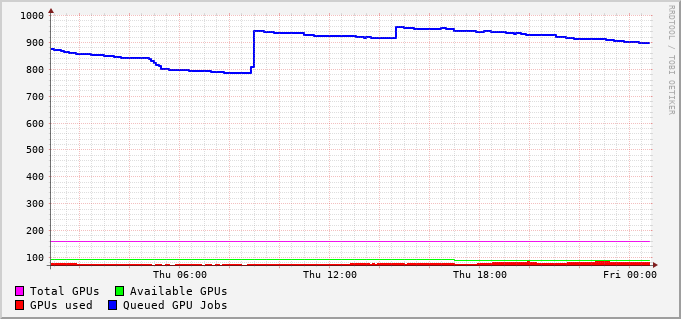 1000
900
800
700
600
500
400
300
200
100
Thu 06:00 Thu 12:00 Thu 18:00 Fri 00:00
Total GPUs Available GPUs
GPUs used Queued GPU Jobs
RRDTOOL / TOBI OETIKER